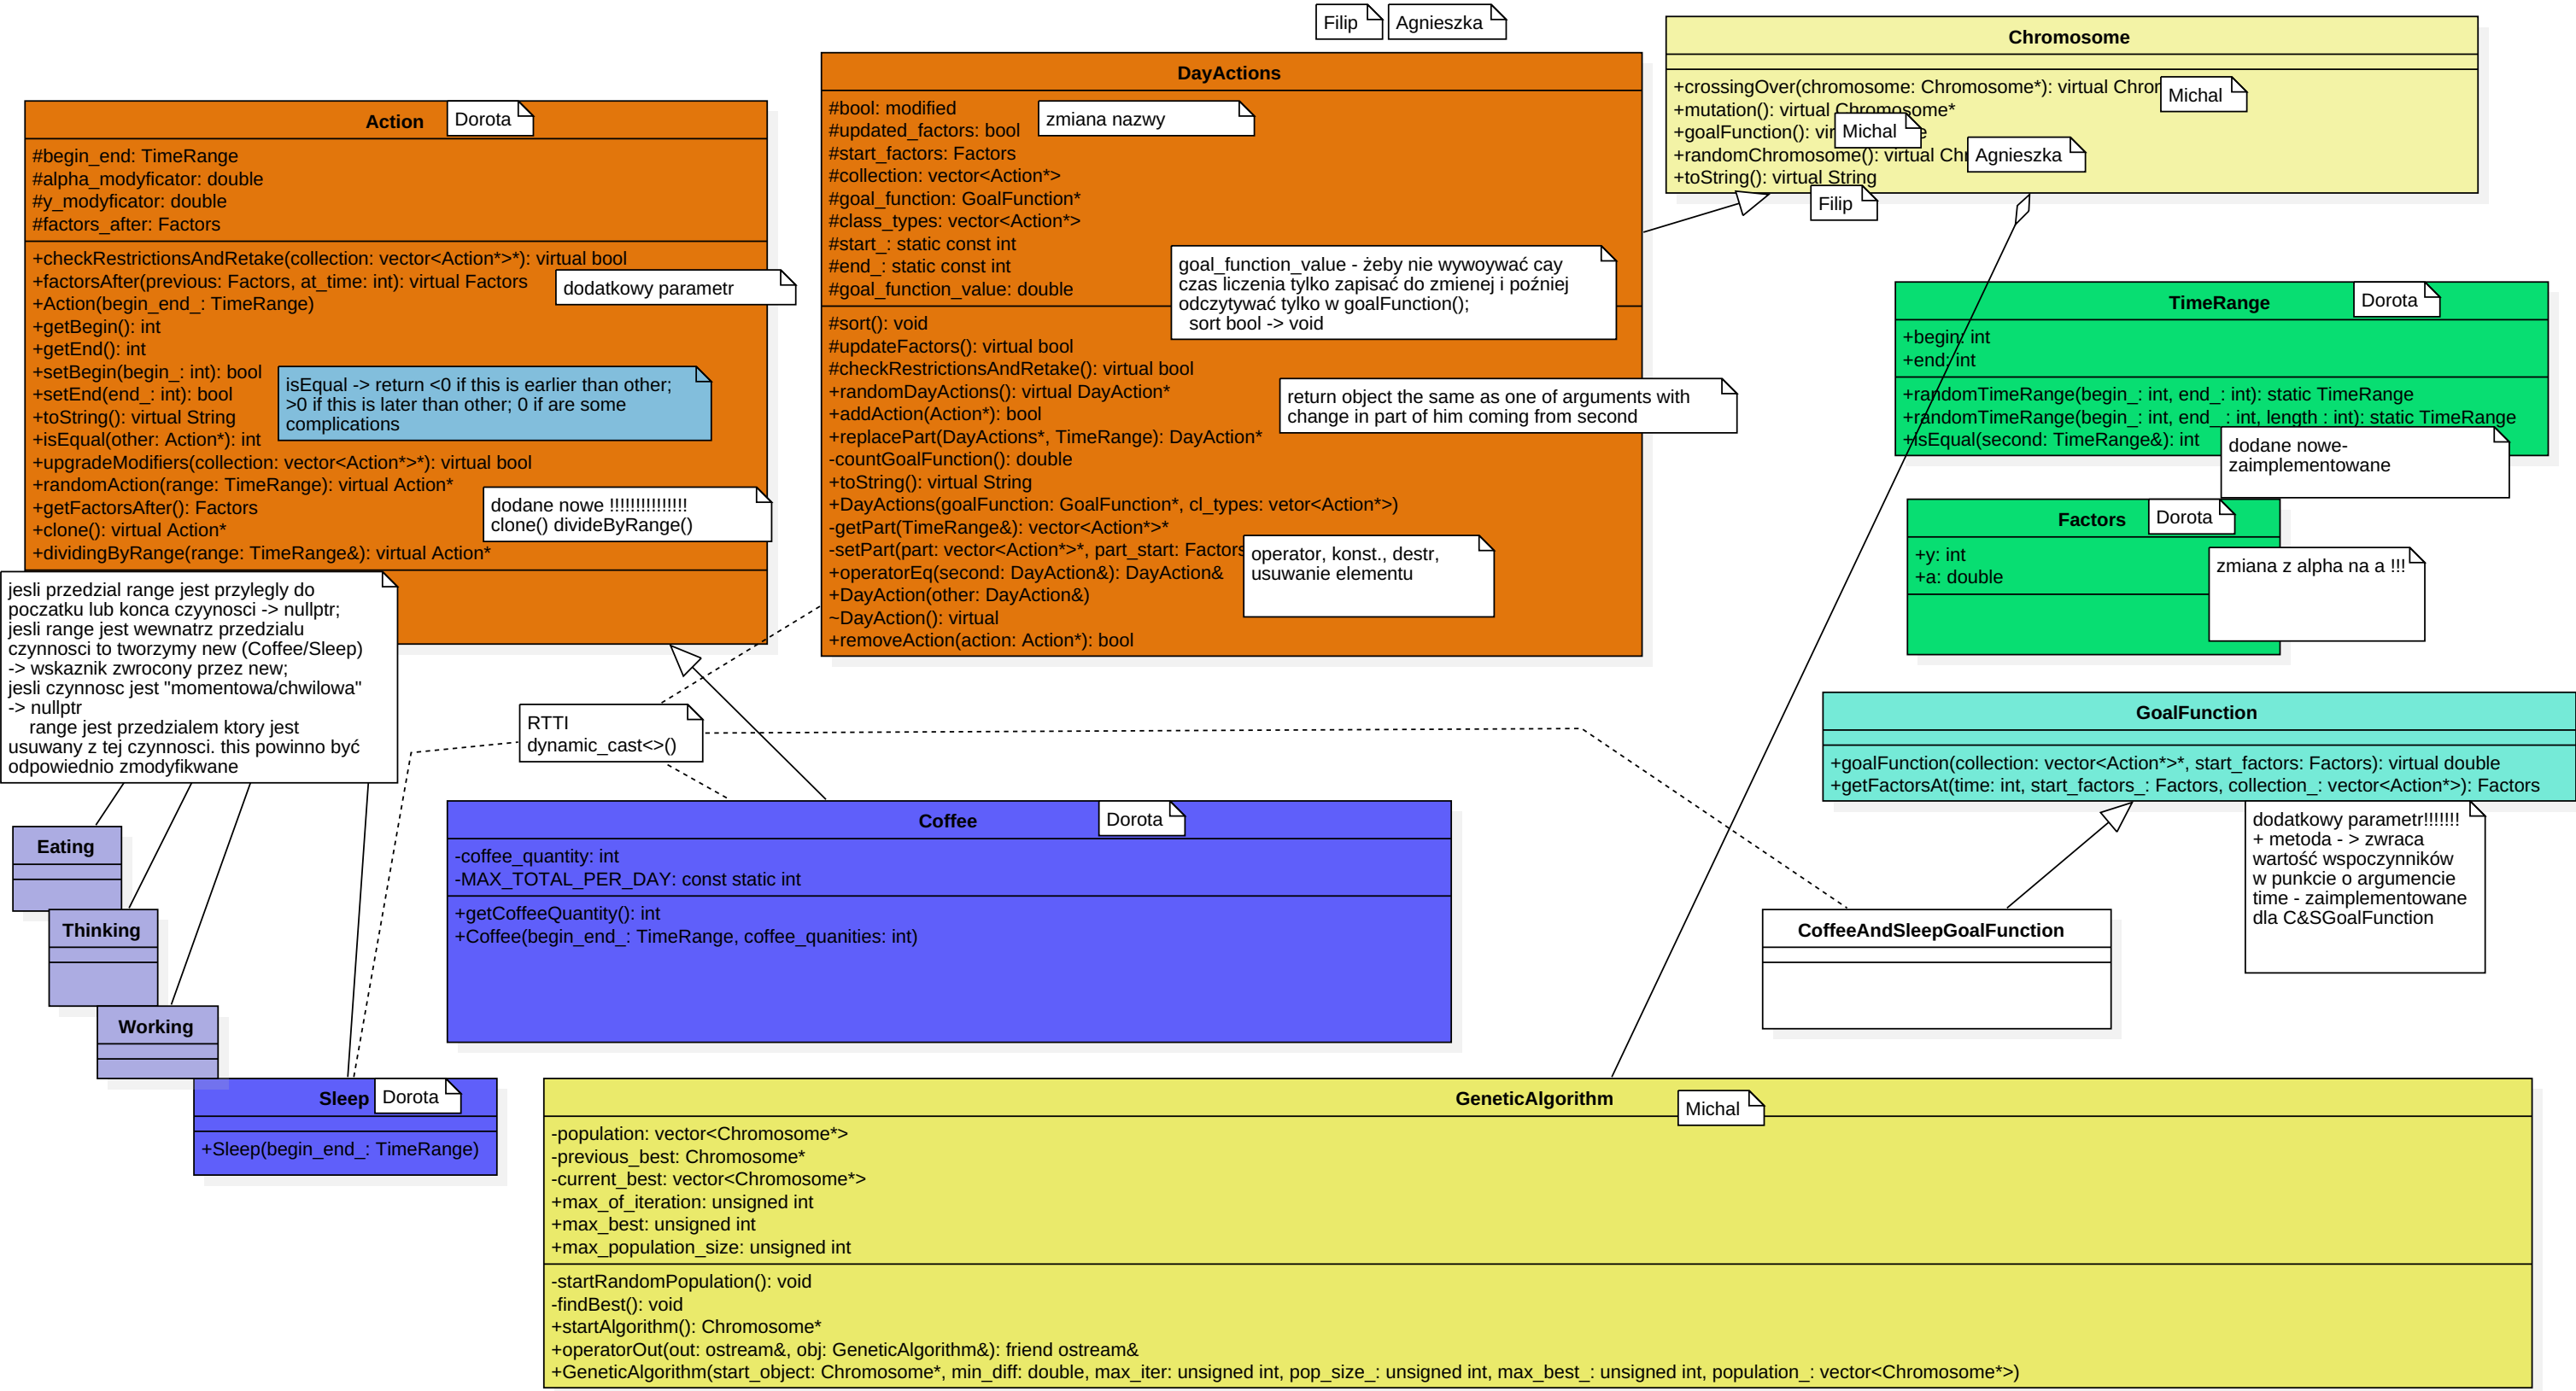 Filip
Agnieszka
Action
Dorota
#begin_end: TimeRange
#alpha_modyficator: double
#y_modyficator: double
#factors_after: Factors
+checkRestrictionsAndRetake(collection: vector<Action*>*): virtual bool
+factorsAfter(previous: Factors, at_time: int): virtual Factors
+Action(begin_end_: TimeRange)
+getBegin(): int
+getEnd(): int
+setBegin(begin_: int): bool
+setEnd(end_: int): bool
+toString(): virtual String
+isEqual(other: Action*): int
+upgradeModifiers(collection: vector<Action*>*): virtual bool
+randomAction(range: TimeRange): virtual Action*
+getFactorsAfter(): Factors
+clone(): virtual Action*
+dividingByRange(range: TimeRange&): virtual Action*
dodatkowy parametr
isEqual -> return <0 if this is earlier than other;
>0 if this is later than other; 0 if are some
complications
dodane nowe !!!!!!!!!!!!!!!
clone() divideByRange()
jesli przedzial range jest przylegly do
poczatku lub konca czyynosci -> nullptr;
jesli range jest wewnatrz przedzialu
czynnosci to tworzymy new (Coffee/Sleep)
-> wskaznik zwrocony przez new;
jesli czynnosc jest "momentowa/chwilowa"
-> nullptr
range jest przedzialem ktory jest
usuwany z tej czynnosci. this powinno być
odpowiednio zmodyfikwane
DayActions
#bool: modified
#updated_factors: bool
#start_factors: Factors
#collection: vector<Action*>
#goal_function: GoalFunction*
#class_types: vector<Action*>
#start_: static const int
#end_: static const int
#goal_function_value: double
#sort(): void
#updateFactors(): virtual bool
#checkRestrictionsAndRetake(): virtual bool
+randomDayActions(): virtual DayAction*
+addAction(Action*): bool
+replacePart(DayActions*, TimeRange): DayAction*
-countGoalFunction(): double
+toString(): virtual String
+DayActions(goalFunction: GoalFunction*, cl_types: vetor<Action*>)
-getPart(TimeRange&): vector<Action*>*
-setPart(part: vector<Action*>*, part_start: Factors
+operatorEq(second: DayAction&): DayAction&
+DayAction(other: DayAction&)
~DayAction(): virtual
+removeAction(action: Action*): bool
zmiana nazwy
goal_function_value - żeby nie wywoywać cay
czas liczenia tylko zapisać do zmienej i poźniej
odczytywać tylko w goalFunction();
sort bool -> void
return object the same as one of arguments with
change in part of him coming from second
operator, konst., destr,
usuwanie elementu
Chromosome
+crossingOver(chromosome: Chromosome*): virtual Chror
+mutation(): virtual Chromosome*
+goalFunction(): vir
+randomChromosome(): virtual Chr
+toString(): virtual String
Michal
Michal
Agnieszka
Filip
TimeRange
Dorota
+begin: int
+end: int
+randomTimeRange(begin_: int, end_: int): static TimeRange
+randomTimeRange(begin_: int, end_ : int, length : int): static TimeRange
+isEqual(second: TimeRange&): int
dodane nowe-
zaimplementowane
Factors
Dorota
+y: int
+a: double
zmiana z alpha na a !!!
GoalFunction
+goalFunction(collection: vector<Action*>*, start_factors: Factors): virtual double
+getFactorsAt(time: int, start_factors_: Factors, collection_: vector<Action*>): Factors
dodatkowy parametr!!!!!!!
+ metoda - > zwraca
wartość wspoczynników
w punkcie o argumencie
time - zaimplementowane
dla C&SGoalFunction
CoffeeAndSleepGoalFunction
RTTI
dynamic_cast<>()
Coffee
Dorota
-coffee_quantity: int
-MAX_TOTAL_PER_DAY: const static int
+getCoffeeQuantity(): int
+Coffee(begin_end_: TimeRange, coffee_quanities: int)
Eating
Thinking
Working
Sleep
Dorota
+Sleep(begin_end_: TimeRange)
GeneticAlgorithm
Michal
-population: vector<Chromosome*>
-previous_best: Chromosome*
-current_best: vector<Chromosome*>
+max_of_iteration: unsigned int
+max_best: unsigned int
+max_population_size: unsigned int
-startRandomPopulation(): void
-findBest(): void
+startAlgorithm(): Chromosome*
+operatorOut(out: ostream&, obj: GeneticAlgorithm&): friend ostream&
+GeneticAlgorithm(start_object: Chromosome*, min_diff: double, max_iter: unsigned int, pop_size_: unsigned int, max_best_: unsigned int, population_: vector<Chromosome*>)